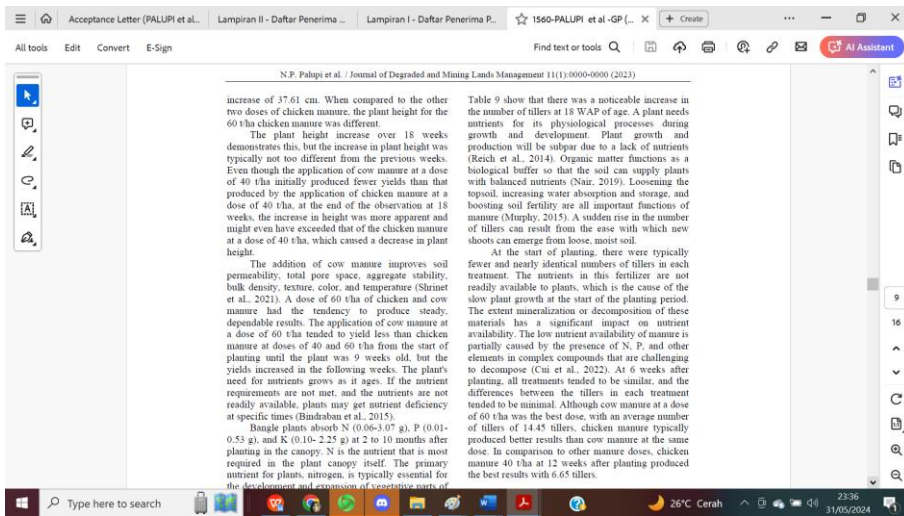 Acceptance Letter (PALUPI et al...
Lampiran II - Daftar Penerima ...
Lampiran I - Daftar Penerima P...
1560-PALUPI et al -GP (...
+ Create
All tools
Edit
Convert
E-Sign
Find text or tools
AI Assistant
N.P. Palupi et al. / Journal of Degraded and Mining Lands Management 11(1):0000-0000 (2023)
increase of 37.61 cm. When compared to the other
two doses of chicken manure, the plant height for the
60 t/ha chicken manure was different.
The plant height increase over 18 weeks
demonstrates this, but the increase in plant height was
typically not too different from the previous weeks.
Even though the application of cow manure at a dose
of 40 t/ha initially produced fewer yields than that
produced by the application of chicken manure at a
dose of 40 t/ha, at the end of the observation at 18
weeks, the increase in height was more apparent and
might even have exceeded that of the chicken manure
at a dose of 40 t/ha, which caused a decrease in plant
height.
The addition of cow manure improves soil
permeability, total pore space, aggregate stability,
bulk density, texture, color, and temperature (Shrinet
et al., 2021). A dose of 60 t/ha of chicken and cow
manure had the tendency to produce steady,
dependable results. The application of cow manure at
a dose of 60 t/ha tended to yield less than chicken
manure at doses of 40 and 60 t/ha from the start of
planting until the plant was 9 weeks old, but the
yields increased in the following weeks. The plant's
need for nutrients grows as it ages. If the nutrient
requirements are not met, and the nutrients are not
readily available, plants may get nutrient deficiency
at specific times (Bindraban et al., 2015).
Bangle plants absorb N (0.06-3.07 g), P (0.01-
0.53 g), and K (0.10- 2.25 g) at 2 to 10 months after
planting in the canopy. N is the nutrient that is most
required in the plant canopy itself. The primary
nutrient for plants, nitrogen, is typically essential for
the development and expansion of vegetative parts of
Table 9 show that there was a noticeable increase in
the number of tillers at 18 WAP of age. A plant needs
nutrients for its physiological processes during
growth and development. Plant growth and
production will be subpar due to a lack of nutrients
(Reich et al., 2014). Organic matter functions as a
biological buffer so that the soil can supply plants
with balanced nutrients (Nair, 2019). Loosening the
topsoil, increasing water absorption and storage, and
boosting soil fertility are all important functions of
manure (Murphy, 2015). A sudden rise in the number
of tillers can result from the ease with which new
shoots can emerge from loose, moist soil.
At the start of planting, there were typically
fewer and nearly identical numbers of tillers in each
treatment. The nutrients in this fertilizer are not
readily available to plants, which is the cause of the
slow plant growth at the start of the planting period.
The extent mineralization or decomposition of these
materials has a significant impact on nutrient
availability. The low nutrient availability of manure is
partially caused by the presence of N, P, and other
elements in complex compounds that are challenging
to decompose (Cui et al., 2022). At 6 weeks after
planting, all treatments tended to be similar, and the
differences between the tillers in each treatment
tended to be minimal. Although cow manure at a dose
of 60 t/ha was the best dose, with an average number
of tillers of 14.45 tillers, chicken manure typically
produced better results than cow manure at the same
dose. In comparison to other manure doses, chicken
manure 40 t/ha at 12 weeks after planting produced
the best results with 6.65 tillers.
9
16
Type here to search
26°C Cerah
23:36
31/05/2024